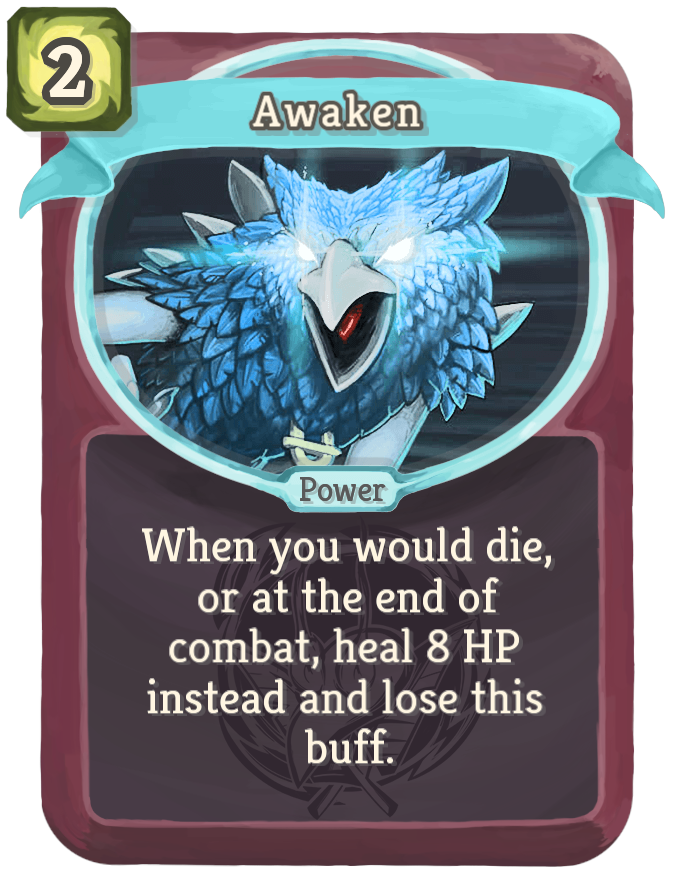 2
Awaken
Power
When you would die,
or at the end of
combat, heal 8 HP
instead and lose this
buff.